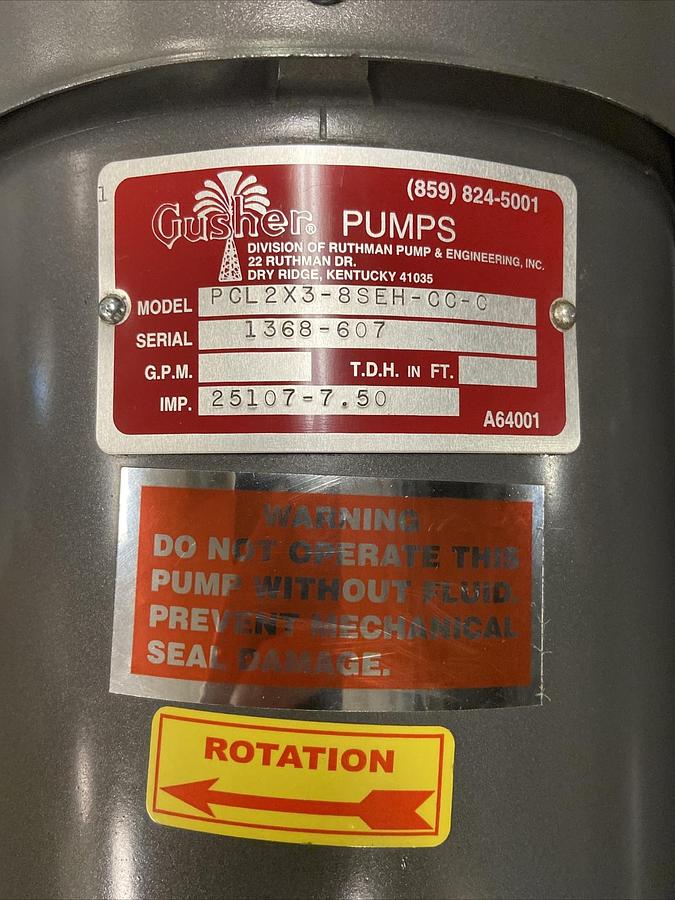 1
(859) 824-5001
Gusher® PUMPS
DIVISION OF RUTHMAN PUMP & ENGINEERING, INC.
22 RUTHMAN DR.
DRY RIDGE, KENTUCKY 41035
MODEL PCL2X3-8SEH-CC-C
SERIAL 1368-607
G.P.M. T.D.H. IN FT.
IMP. 25107-7.50
A64001
WARNING
DO NOT OPERATE THIS
PUMP WITHOUT FLUID.
PREVENT MECHANICAL
SEAL DAMAGE.
ROTATION